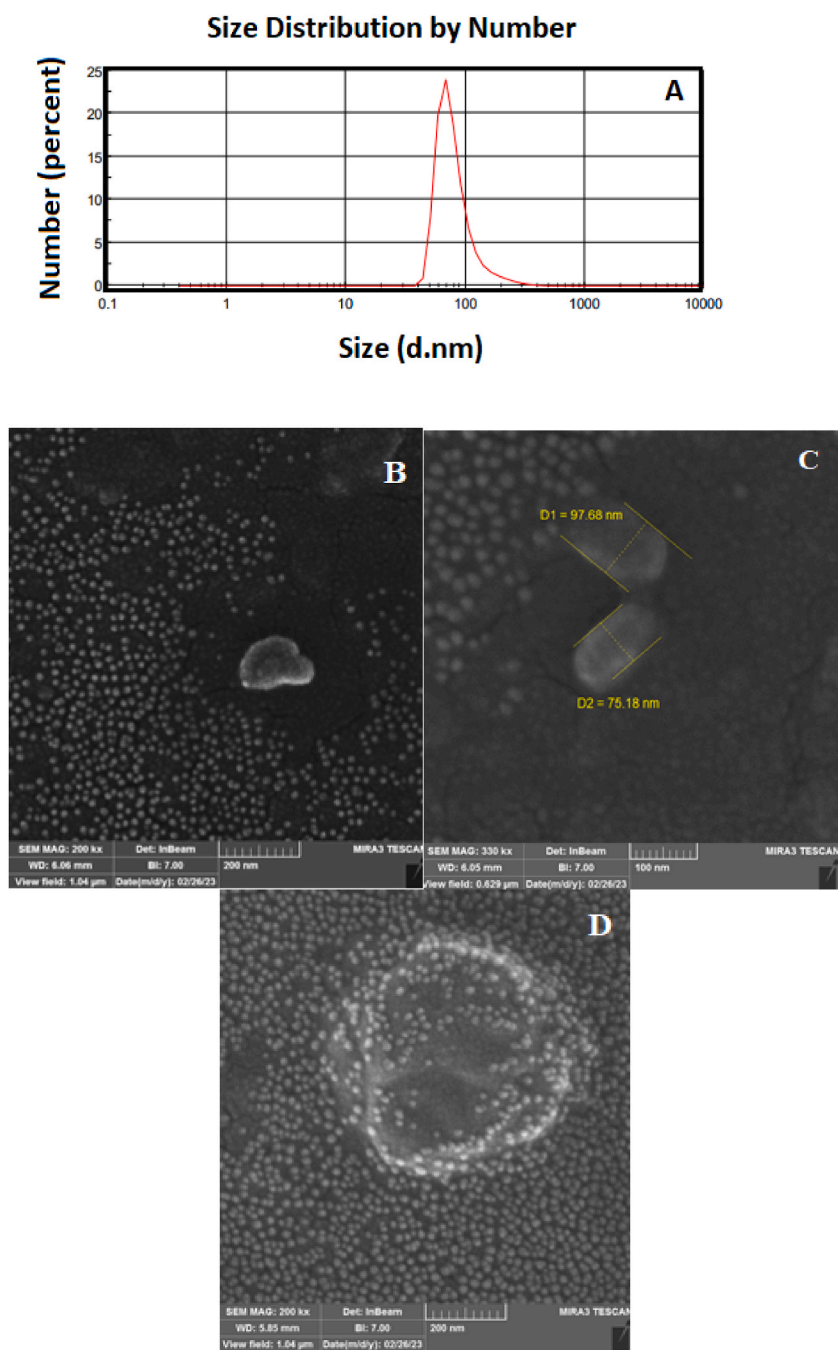 Size Distribution by Number
A
Number (percent)
25
20
15
10
5
0
0.1 1 10 100 1000 10000
Size (d.nm)
B
SEM MAG: 200 kx Det: InBeam MIRA3 TESCAN
WD: 6.06 mm BI: 7.00 200 nm
View field: 1.04 µm Date(m/d/y): 02/26/23
C
D1 = 97.68 nm
D2 = 75.18 nm
SEM MAG: 330 kx Det: InBeam MIRA3 TESCAN
WD: 6.05 mm BI: 7.00 100 nm
View field: 0.629 µm Date(m/d/y): 02/26/23
D
SEM MAG: 200 kx Det: InBeam MIRA3 TESCAN
WD: 5.85 mm BI: 7.00 200 nm
View field: 1.04 µm Date(m/d/y): 02/26/23